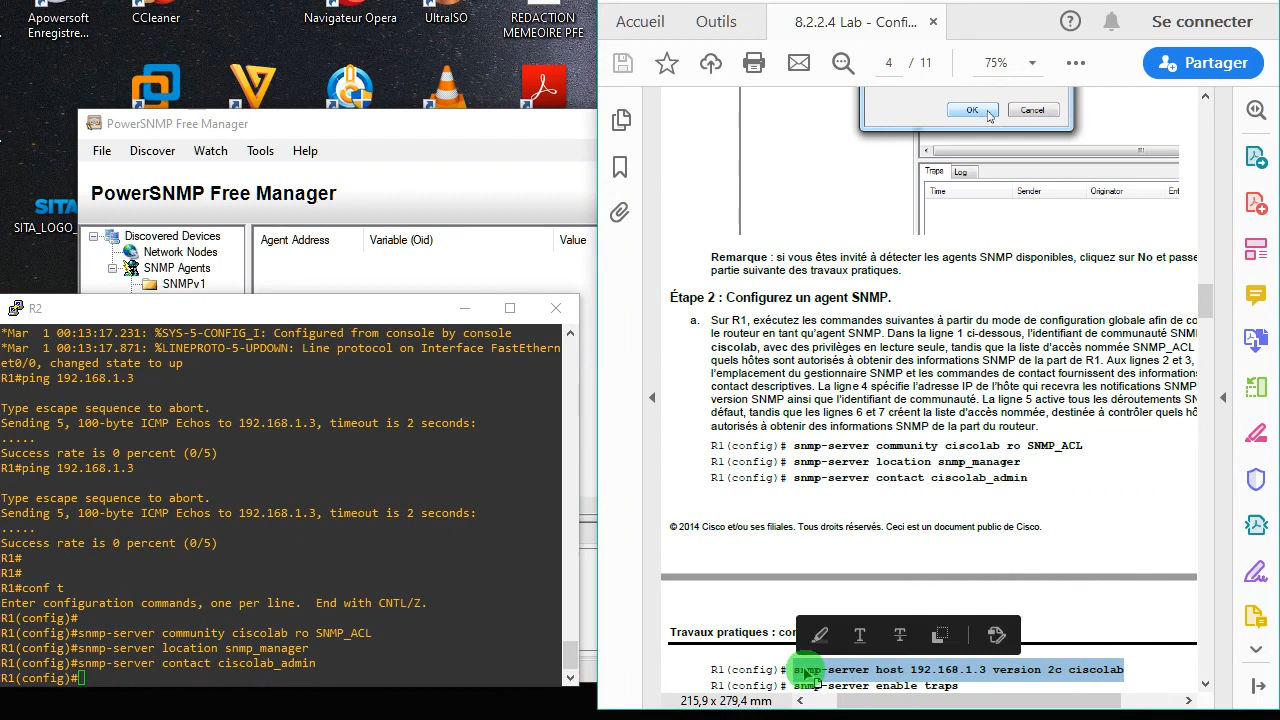 Apowersoft
Enregistre...
CCleaner
Navigateur Opera
UltraISO
REDACTION
MEMEOIRE PFE
SITA_LOGO_
PowerSNMP Free Manager
File
Discover
Watch
Tools
Help
PowerSNMP Free Manager
Discovered Devices
Network Nodes
SNMP Agents
SNMPv1
Agent Address
Variable (Oid)
Value
R2
*Mar  1 00:13:17.231: %SYS-5-CONFIG_I: Configured from console by console
*Mar  1 00:13:17.871: %LINEPROTO-5-UPDOWN: Line protocol on Interface FastEthern
et0/0, changed state to up
R1#ping 192.168.1.3
Type escape sequence to abort.
Sending 5, 100-byte ICMP Echos to 192.168.1.3, timeout is 2 seconds:
.....
Success rate is 0 percent (0/5)
R1#ping 192.168.1.3
Type escape sequence to abort.
Sending 5, 100-byte ICMP Echos to 192.168.1.3, timeout is 2 seconds:
.....
Success rate is 0 percent (0/5)
R1#
R1#
R1#conf t
Enter configuration commands, one per line.  End with CNTL/Z.
R1(config)#
R1(config)#snmp-server community ciscolab ro SNMP_ACL
R1(config)#snmp-server location snmp_manager
R1(config)#snmp-server contact ciscolab_admin
R1(config)#
Accueil
Outils
8.2.2.4 Lab - Confi...
Se connecter
4 / 11
75%
Partager
OK
Cancel
Traps
Log
Time
Sender
Originator
Ent
Remarque : si vous êtes invité à détecter les agents SNMP disponibles, cliquez sur No et passe
partie suivante des travaux pratiques.
Étape 2 : Configurez un agent SNMP.
a. Sur R1, exécutez les commandes suivantes à partir du mode de configuration globale afin de co
le routeur en tant qu'agent SNMP. Dans la ligne 1 ci-dessous, l'identifiant de communauté SNM
ciscolab, avec des privilèges en lecture seule, tandis que la liste d'accès nommée SNMP_ACL
quels hôtes sont autorisés à obtenir des informations SNMP de la part de R1. Aux lignes 2 et 3,
l'emplacement du gestionnaire SNMP et les commandes de contact fournissent des information
contact descriptives. La ligne 4 spécifie l'adresse IP de l'hôte qui recevra les notifications SNMP
version SNMP ainsi que l'identifiant de communauté. La ligne 5 active tous les déroutements SN
défaut, tandis que les lignes 6 et 7 créent la liste d'accès nommée, destinée à contrôler quels hô
autorisés à obtenir des informations SNMP de la part du routeur.
R1(config)# snmp-server community ciscolab ro SNMP_ACL
R1(config)# snmp-server location snmp_manager
R1(config)# snmp-server contact ciscolab_admin
© 2014 Cisco et/ou ses filiales. Tous droits réservés. Ceci est un document public de Cisco.
Travaux pratiques : con
R1(config)# snmp-server host 192.168.1.3 version 2c ciscolab
R1(config)# snmp-server enable traps
215,9 x 279,4 mm